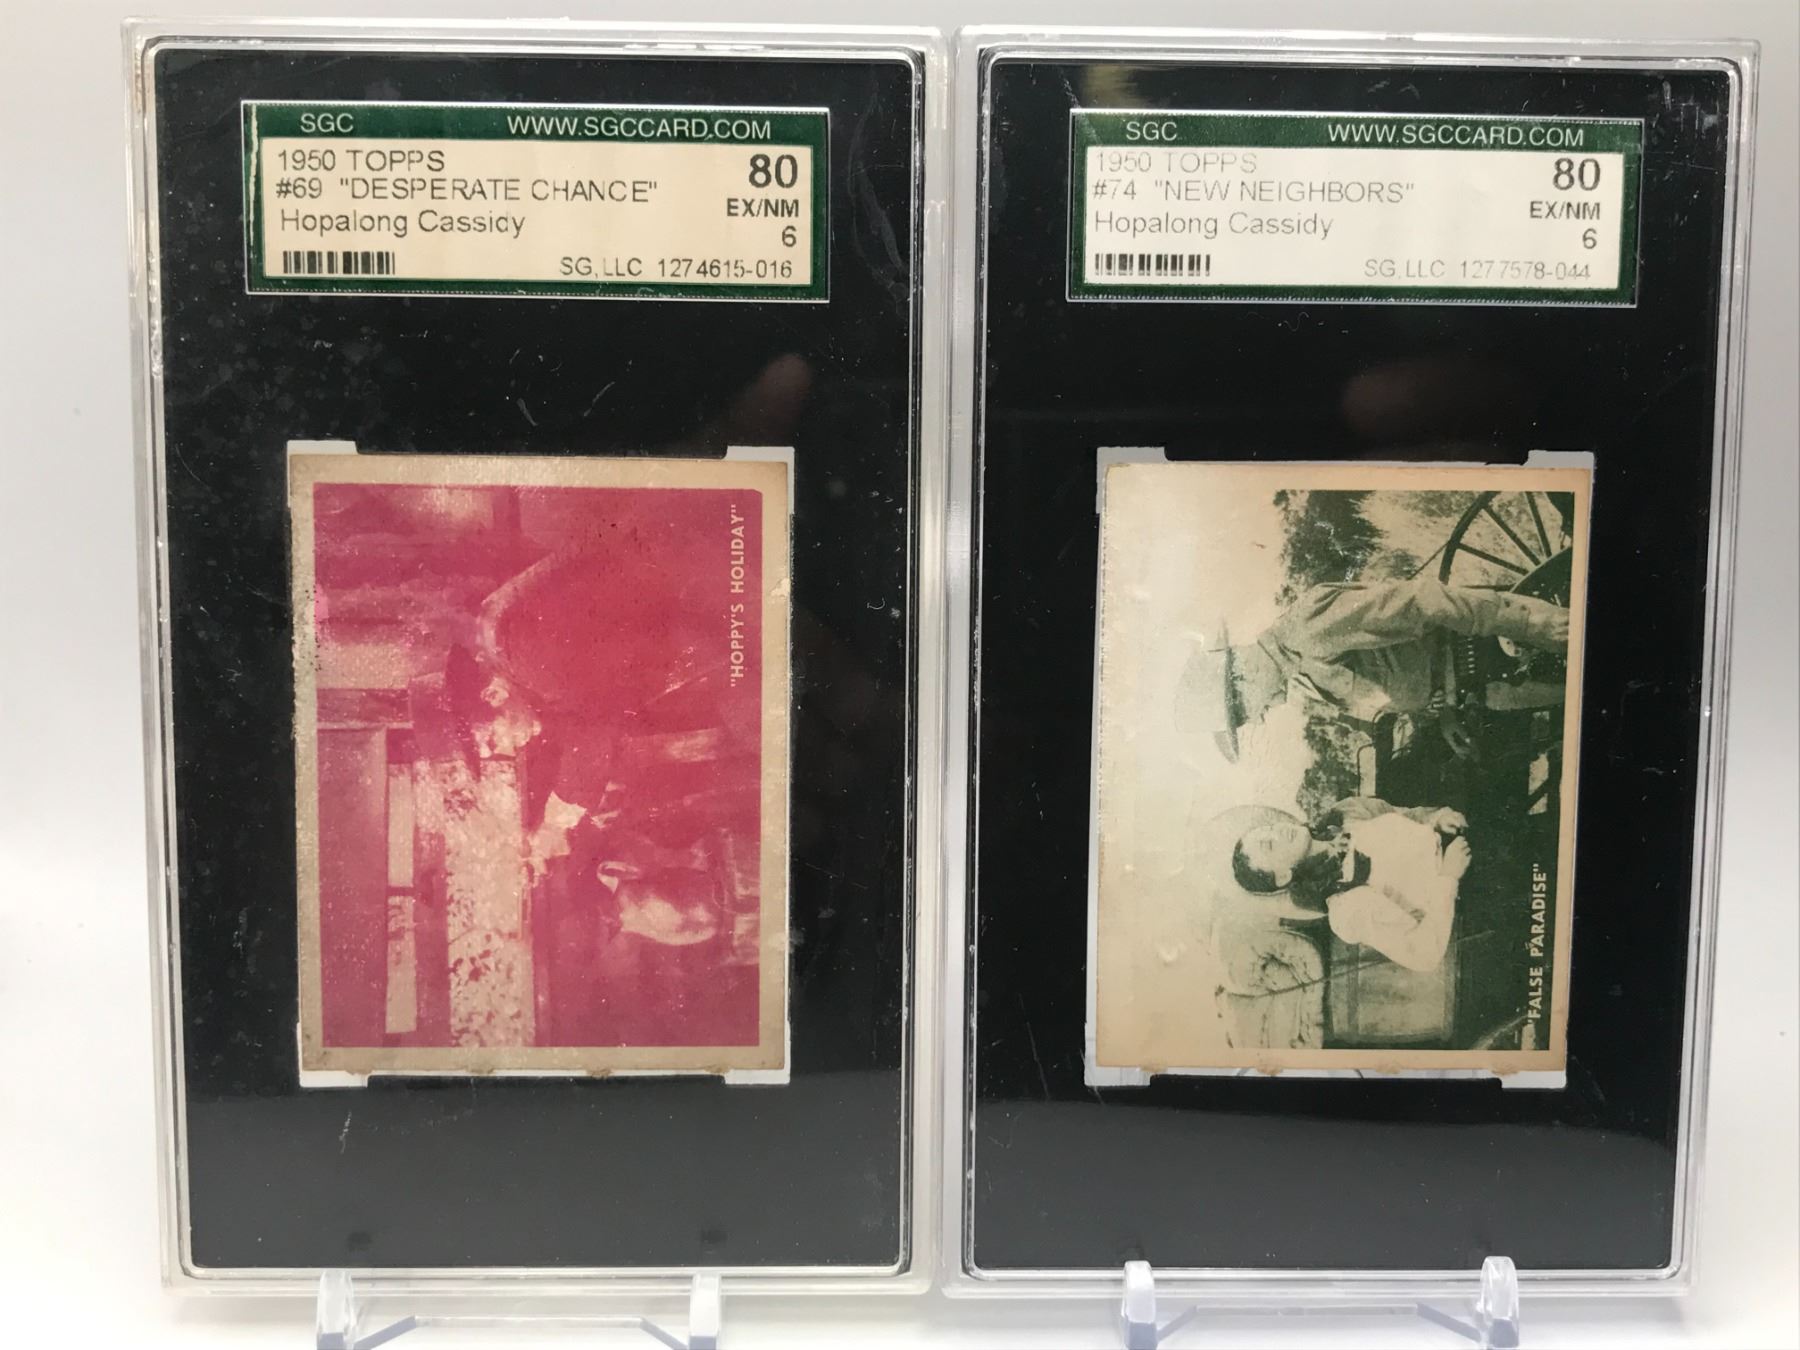 SGC WWW.SGCCARD.COM
1950 TOPPS 80
#69 "DESPERATE CHANCE" EX/NM
Hopalong Cassidy 6
SG, LLC 1274615-016
"HOPPY'S HOLIDAY"
SGC WWW.SGCCARD.COM
1950 TOPPS 80
#74 "NEW NEIGHBORS" EX/NM
Hopalong Cassidy 6
SG, LLC 1277578-044
"FALSE PARADISE"